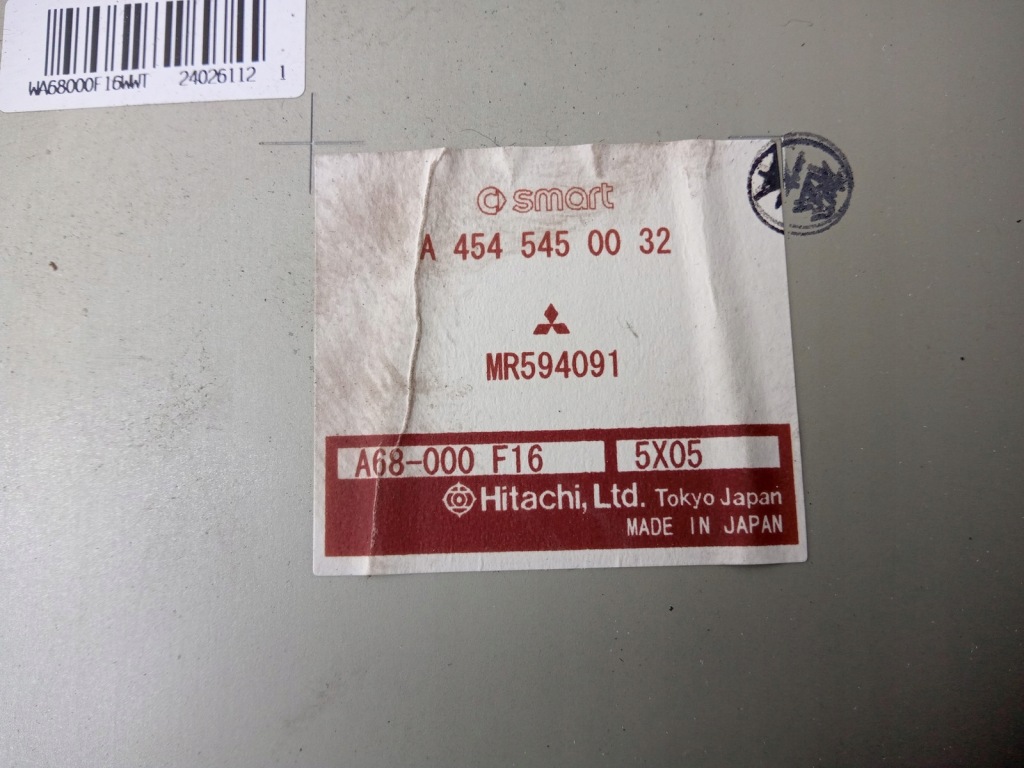 WA68000F16WWT 24026112 1
smart
A 454 545 00 32
MR594091
A68-000 F16 5X05
Hitachi, Ltd. Tokyo Japan
MADE IN JAPAN